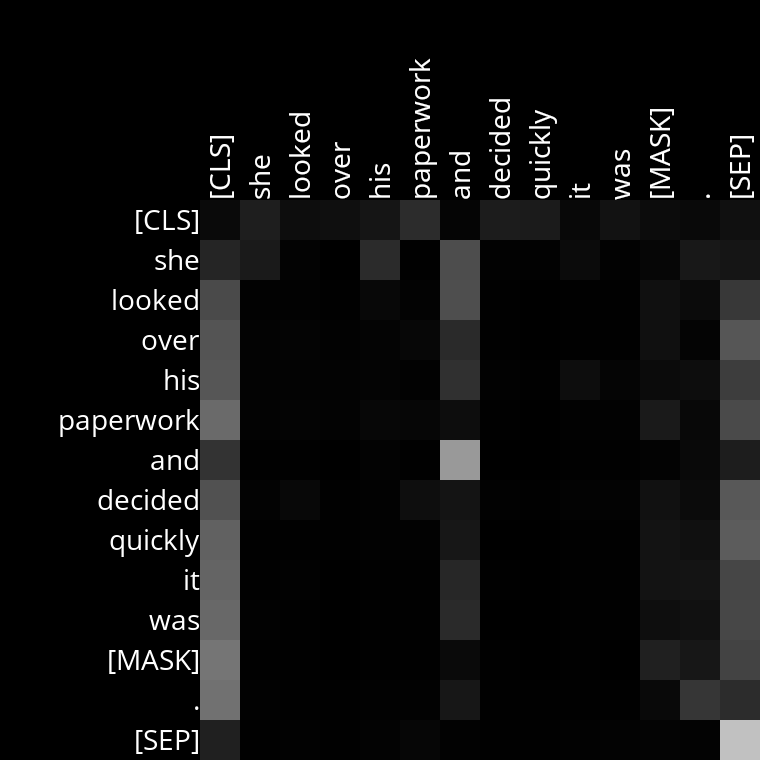 [CLS] she looked over his paperwork and decided quickly it was [MASK] . [SEP]
[CLS]
she
looked
over
his
paperwork
and
decided
quickly
it
was
[MASK]
.
[SEP]